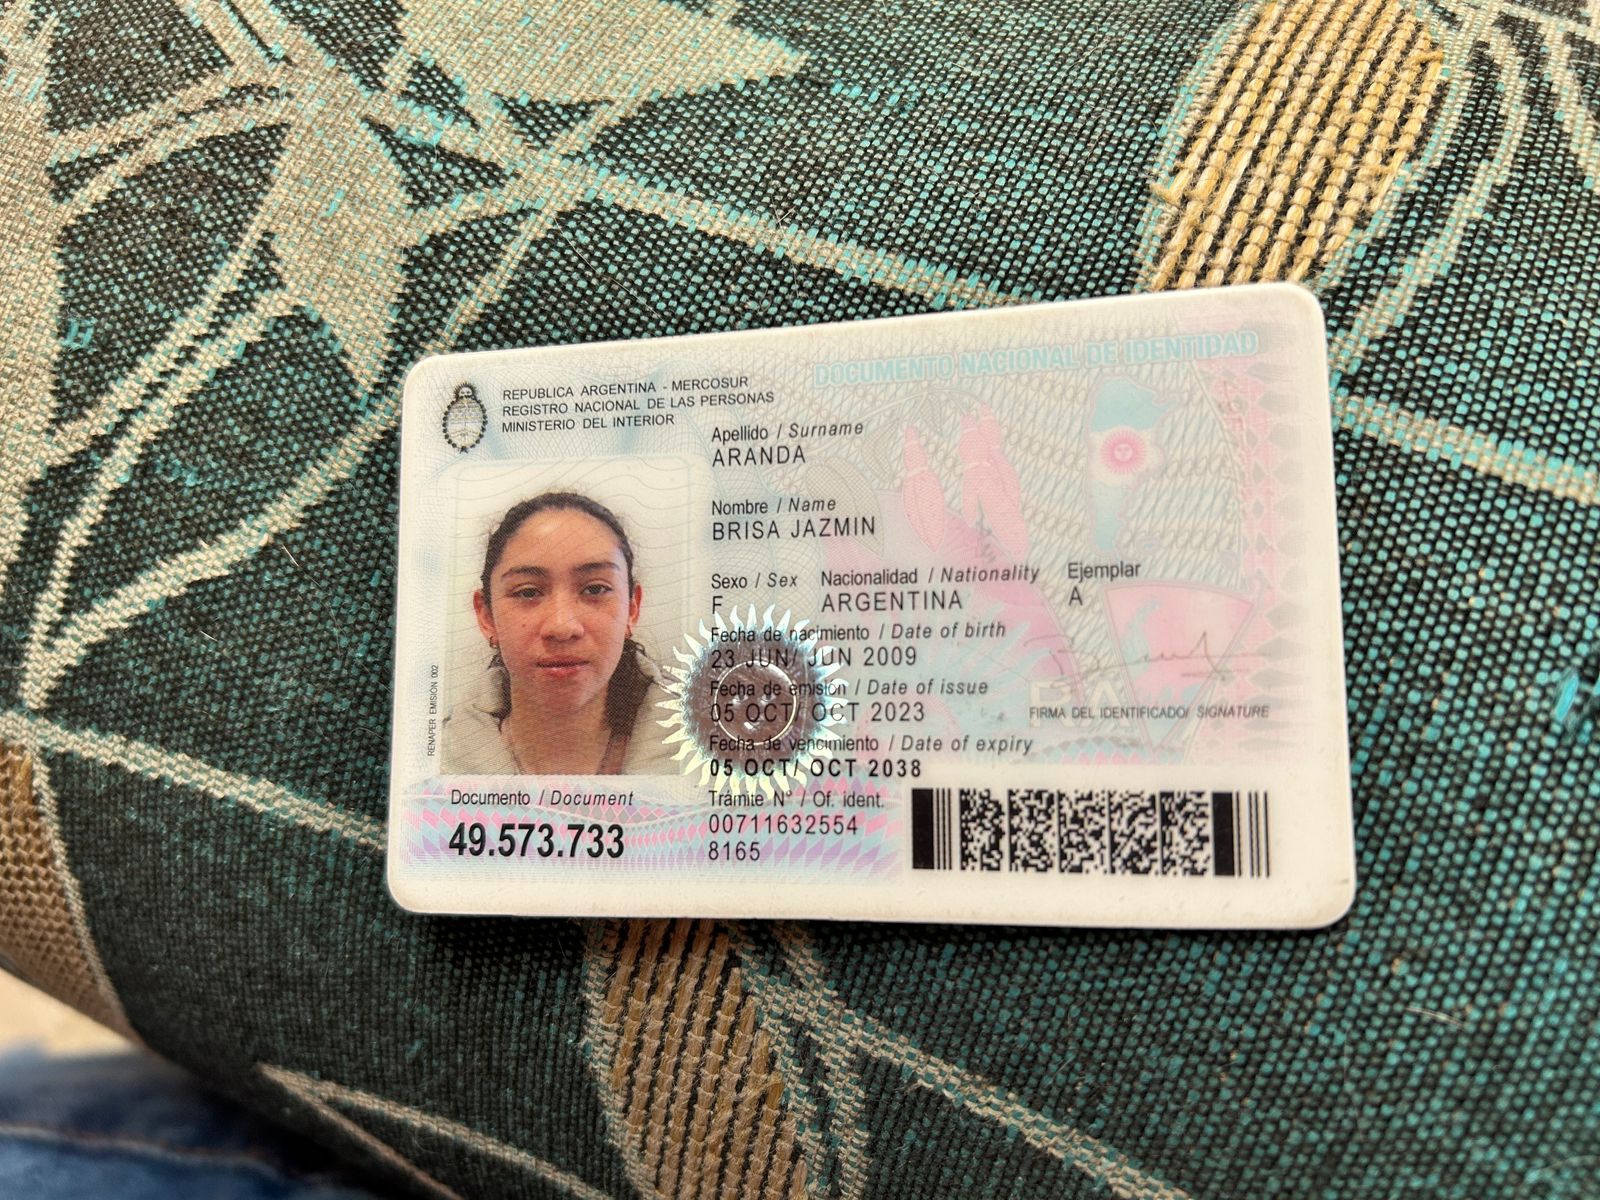 REPUBLICA ARGENTINA - MERCOSUR
REGISTRO NACIONAL DE LAS PERSONAS
MINISTERIO DEL INTERIOR
DOCUMENTO NACIONAL DE IDENTIDAD
Apellido / Surname
ARANDA
Nombre / Name
BRISA JAZMIN
Sexo / Sex Nacionalidad / Nationality Ejemplar
F ARGENTINA A
Fecha de nacimiento / Date of birth
23 JUN/ JUN 2009
Fecha de emisión / Date of issue
05 OCT/ OCT 2023
FIRMA DEL IDENTIFICADO/ SIGNATURE
Fecha de vencimiento / Date of expiry
05 OCT/ OCT 2038
RENAPER EMISIÓN 002
Documento / Document
49.573.733
Trámite N° / Of. ident.
00711632554
8165